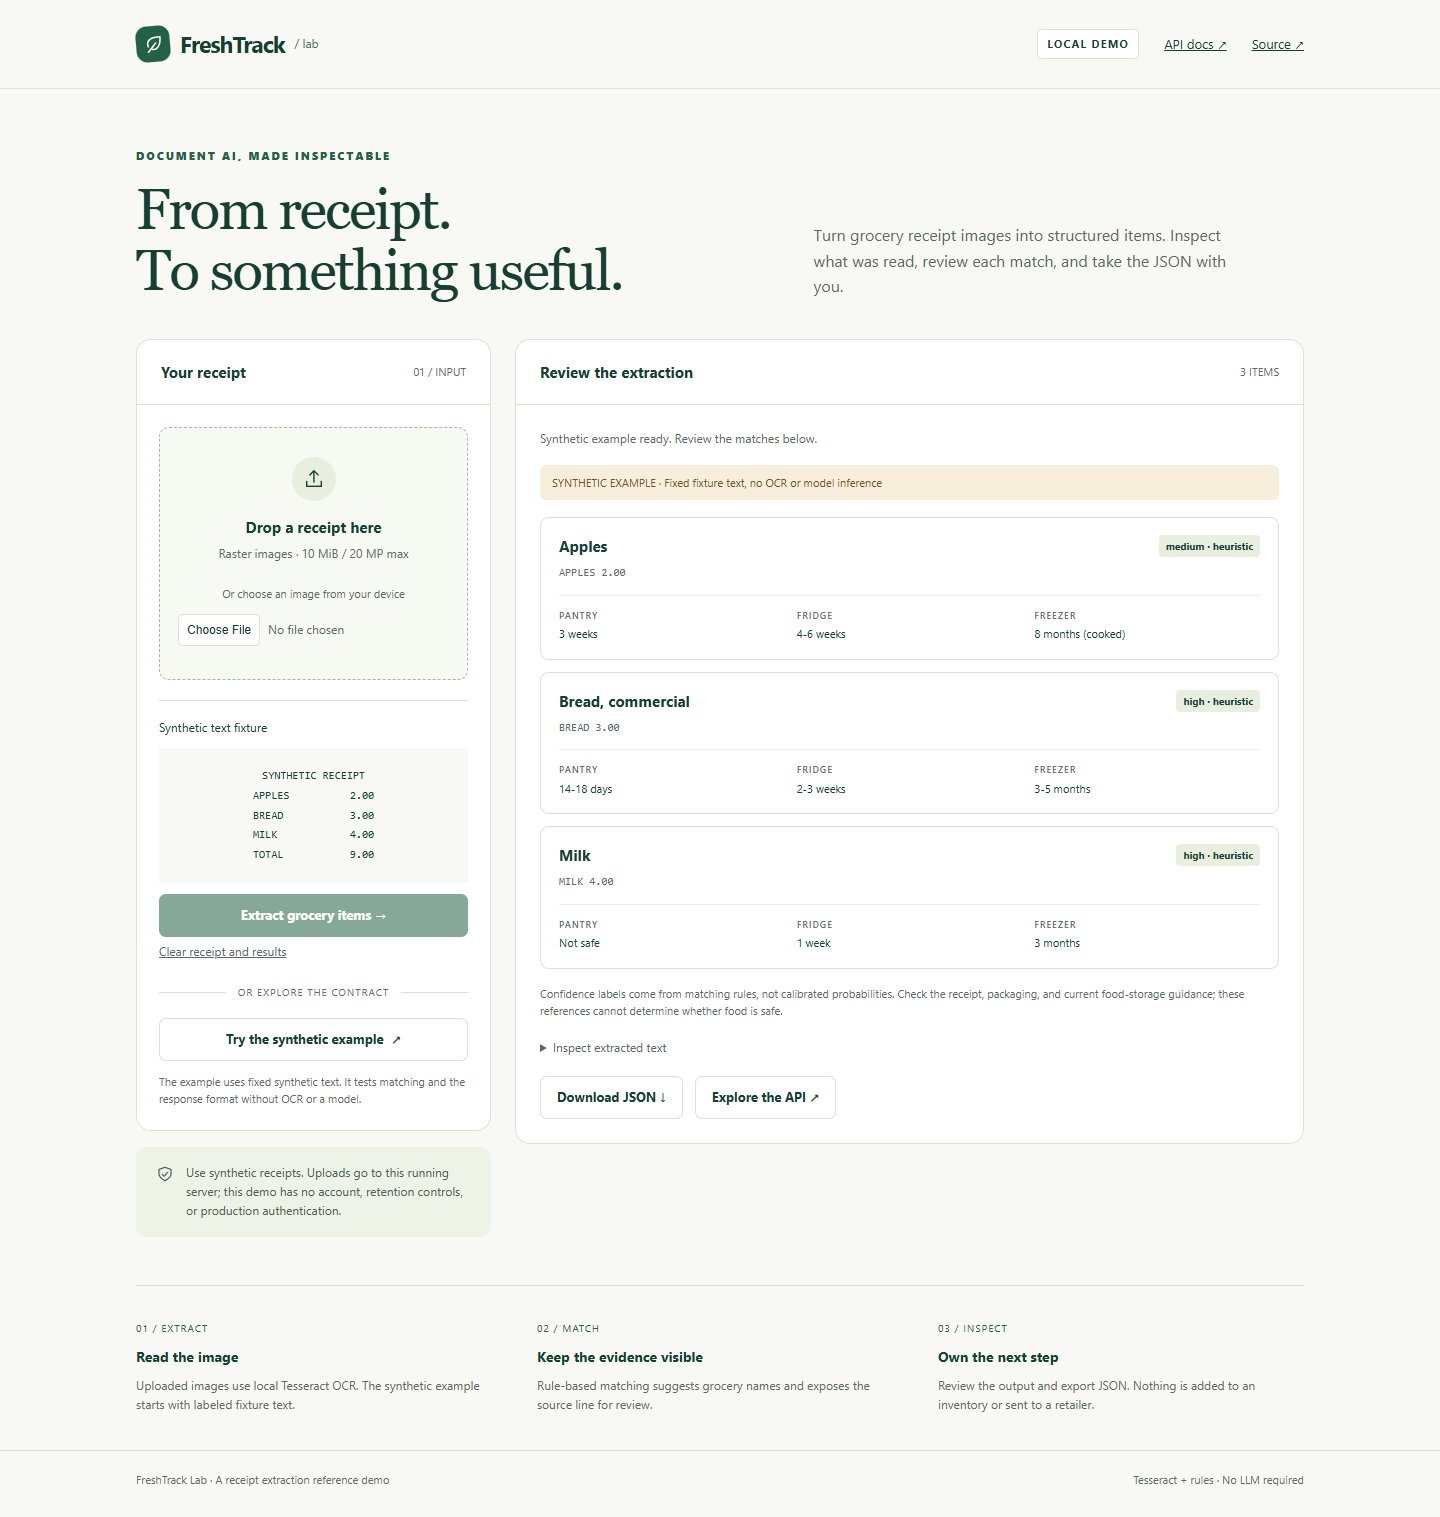 FreshTrack / lab
LOCAL DEMO
API docs ↗
Source ↗
DOCUMENT AI, MADE INSPECTABLE
From receipt.
To something useful.
Turn grocery receipt images into structured items. Inspect
what was read, review each match, and take the JSON with
you.
Your receipt
01 / INPUT
Drop a receipt here
Raster images · 10 MiB / 20 MP max
Or choose an image from your device
Choose File No file chosen
Synthetic text fixture
SYNTHETIC RECEIPT
APPLES 2.00
BREAD 3.00
MILK 4.00
TOTAL 9.00
Extract grocery items →
Clear receipt and results
OR EXPLORE THE CONTRACT
Try the synthetic example ↗
The example uses fixed synthetic text. It tests matching and the
response format without OCR or a model.
Use synthetic receipts. Uploads go to this running
server; this demo has no account, retention controls,
or production authentication.
Review the extraction
3 ITEMS
Synthetic example ready. Review the matches below.
SYNTHETIC EXAMPLE · Fixed fixture text, no OCR or model inference
Apples
medium · heuristic
APPLES 2.00
PANTRY FRIDGE FREEZER
3 weeks 4-6 weeks 8 months (cooked)
Bread, commercial
high · heuristic
BREAD 3.00
PANTRY FRIDGE FREEZER
14-18 days 2-3 weeks 3-5 months
Milk
high · heuristic
MILK 4.00
PANTRY FRIDGE FREEZER
Not safe 1 week 3 months
Confidence labels come from matching rules, not calibrated probabilities. Check the receipt, packaging, and current food-storage guidance; these
references cannot determine whether food is safe.
▶ Inspect extracted text
Download JSON ↓
Explore the API ↗
01 / EXTRACT
Read the image
Uploaded images use local Tesseract OCR. The synthetic example
starts with labeled fixture text.
02 / MATCH
Keep the evidence visible
Rule-based matching suggests grocery names and exposes the
source line for review.
03 / INSPECT
Own the next step
Review the output and export JSON. Nothing is added to an
inventory or sent to a retailer.
FreshTrack Lab · A receipt extraction reference demo
Tesseract + rules · No LLM required